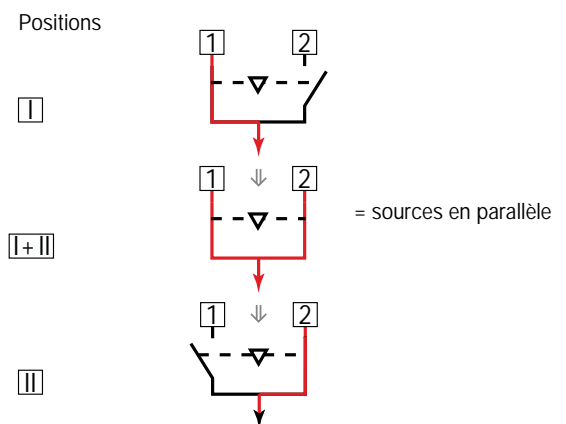 Positions
1 2
I
1 2
= sources en parallèle
I + II
1 2
II